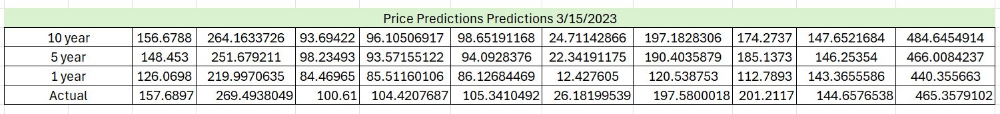 Price Predictions Predictions 3/15/2023
10 year 156.6788 264.1633726 93.69422 96.10506917 98.65191168 24.71142866 197.1828306 174.2737 147.6521684 484.6454914
5 year 148.453 251.679211 98.23493 93.57155122 94.0928376 22.34191175 190.4035879 185.1373 146.25354 466.0084237
1 year 126.0698 219.9970635 84.46965 85.51160106 86.12684469 12.427605 120.538753 112.7893 143.3655586 440.355663
Actual 157.6897 269.4938049 100.61 104.4207687 105.3410492 26.18199539 197.5800018 201.2117 144.6576538 465.3579102